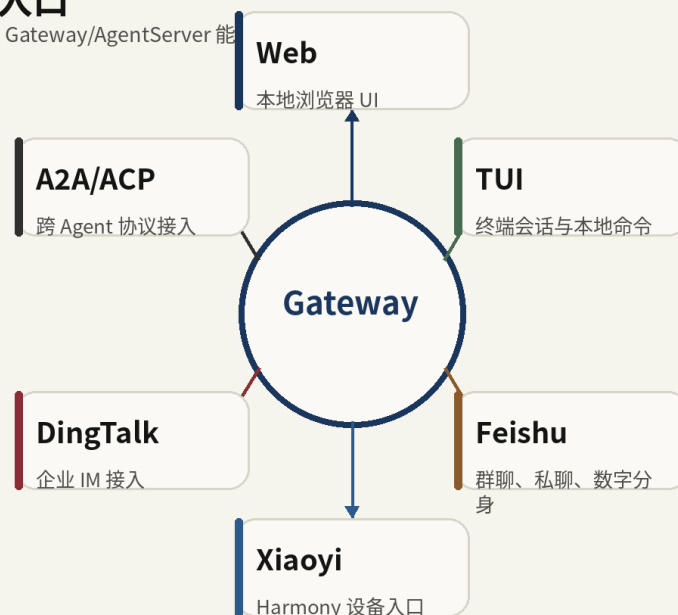 入口
Gateway/AgentServer 能
Web
本地浏览器 UI
A2A/ACP
跨 Agent 协议接入
TUI
终端会话与本地命令
Gateway
DingTalk
企业 IM 接入
Feishu
群聊、私聊、数字分
身
Xiaoyi
Harmony 设备入口